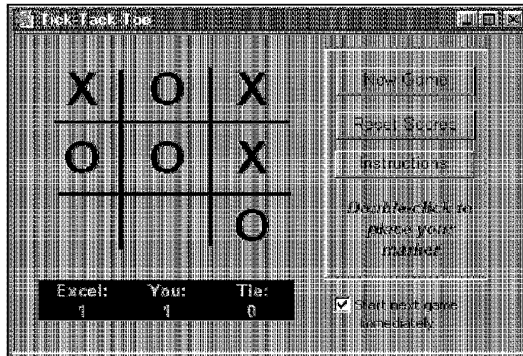 Tick-Tack-Toe
X O X
O O X
O
New Game
Reset Scores
Instructions
Double-click to
place your
marker
Excel: You: Tie:
1 1 0
Start next game
immediately